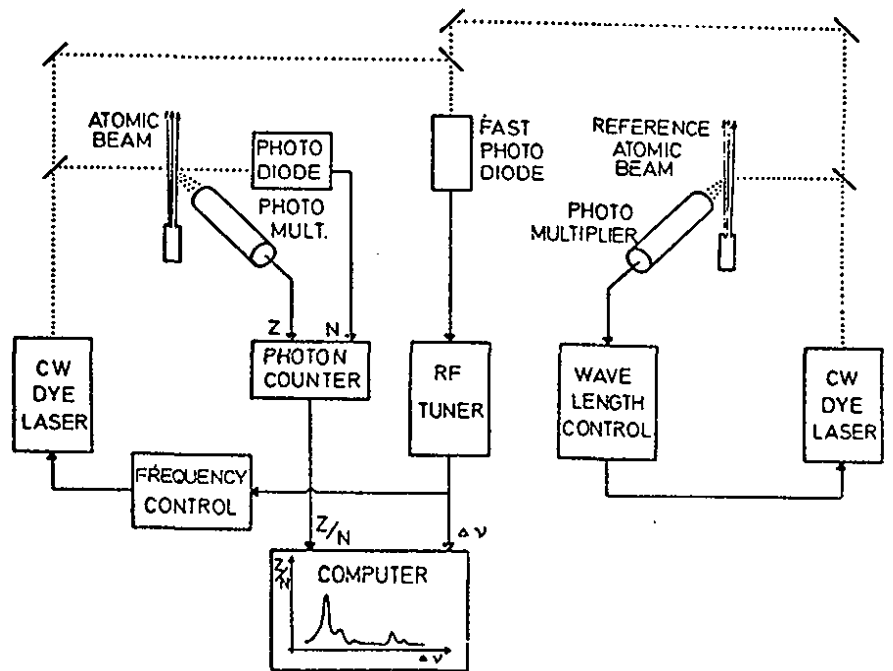 ATOMIC
BEAM
PHOTO
DIODE
PHOTO
MULT.
FAST
PHOTO
DIODE
REFERENCE
ATOMIC
BEAM
PHOTO
MULTIPLIER
Z
N
CW
DYE
LASER
PHOTON
COUNTER
RF
TUNER
WAVE
LENGTH
CONTROL
CW
DYE
LASER
FREQUENCY
CONTROL
Z/N
Δν
Z/N
COMPUTER
Δν